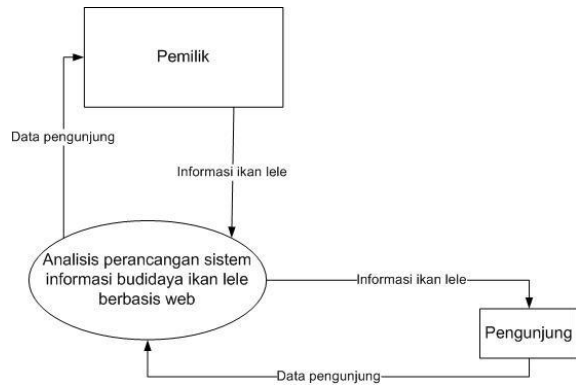 Pemilik
Data pengunjung
Informasi ikan lele
Analisis perancangan sistem
informasi budidaya ikan lele
berbasis web
Informasi ikan lele
Pengunjung
Data pengunjung